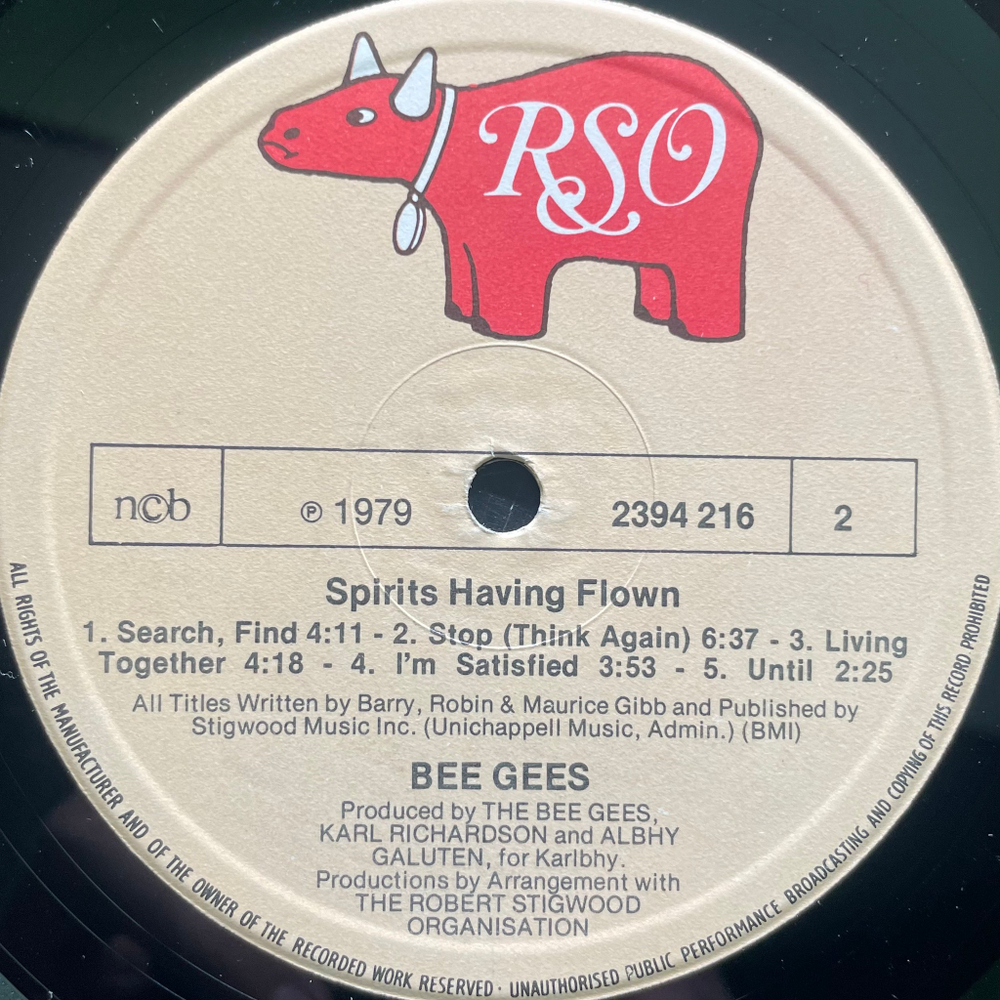 RSO
ncb
℗ 1979
2394 216
2
Spirits Having Flown
1. Search, Find 4:11 - 2. Stop (Think Again) 6:37 - 3. Living
Together 4:18 - 4. I'm Satisfied 3:53 - 5. Until 2:25
All Titles Written by Barry, Robin & Maurice Gibb and Published by
Stigwood Music Inc. (Unichappell Music, Admin.) (BMI)
BEE GEES
Produced by THE BEE GEES,
KARL RICHARDSON and ALBHY
GALUTEN, for Karlbhy.
Productions by Arrangement with
THE ROBERT STIGWOOD
ORGANISATION
ALL RIGHTS OF THE MANUFACTURER AND OF THE OWNER OF THE RECORDED WORK RESERVED · UNAUTHORISED PUBLIC PERFORMANCE BROADCASTING AND COPYING OF THIS RECORD PROHIBITED